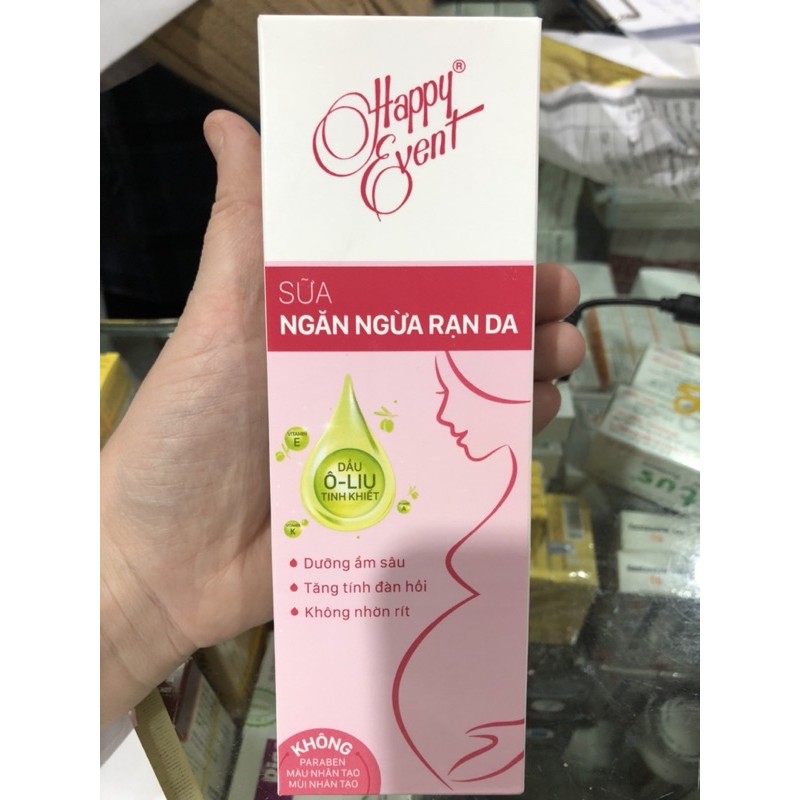 Happy®
Event
SỮA
NGĂN NGỪA RẠN DA
VITAMIN
E
DẦU
Ô-LIU
TINH KHIẾT
A
K
Dưỡng ẩm sâu
Tăng tính đàn hồi
Không nhờn rít
KHÔNG
PARABEN
MÀU NHÂN TẠO
MÙI NHÂN TẠO